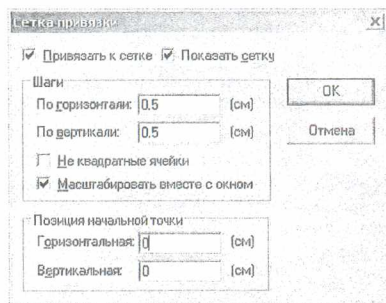 Сетка привязки
Привязать к сетке Показать сетку
Шаги
По горизонтали: 0.5 (см)
По вертикали: 0.5 (см)
Не квадратные ячейки
Масштабировать вместе с окном
OK
Отмена
Позиция начальной точки
Горизонтальная: 0 (см)
Вертикальная: 0 (см)